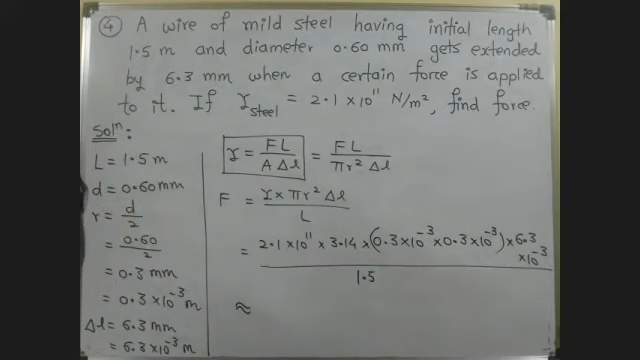 ④ A wire of mild steel having initial length
1.5 m and diameter 0.60 mm gets extended
by 6.3 mm when a certain force is applied
to it. If Y steel = 2.1 × 10¹¹ N/m², find force.
Solⁿ:
L = 1.5 m
d = 0.60 mm
r = d/2
= 0.60/2
= 0.3 mm
= 0.3 × 10⁻³ m
Δl = 6.3 mm
= 6.3 × 10⁻³ m
Y = FL/AΔl = FL/πr²Δl
F = Y × πr² Δl/L
= 2.1 × 10¹¹ × 3.14 × (0.3 × 10⁻³ × 0.3 × 10⁻³) × 6.3 × 10⁻³/1.5
≈